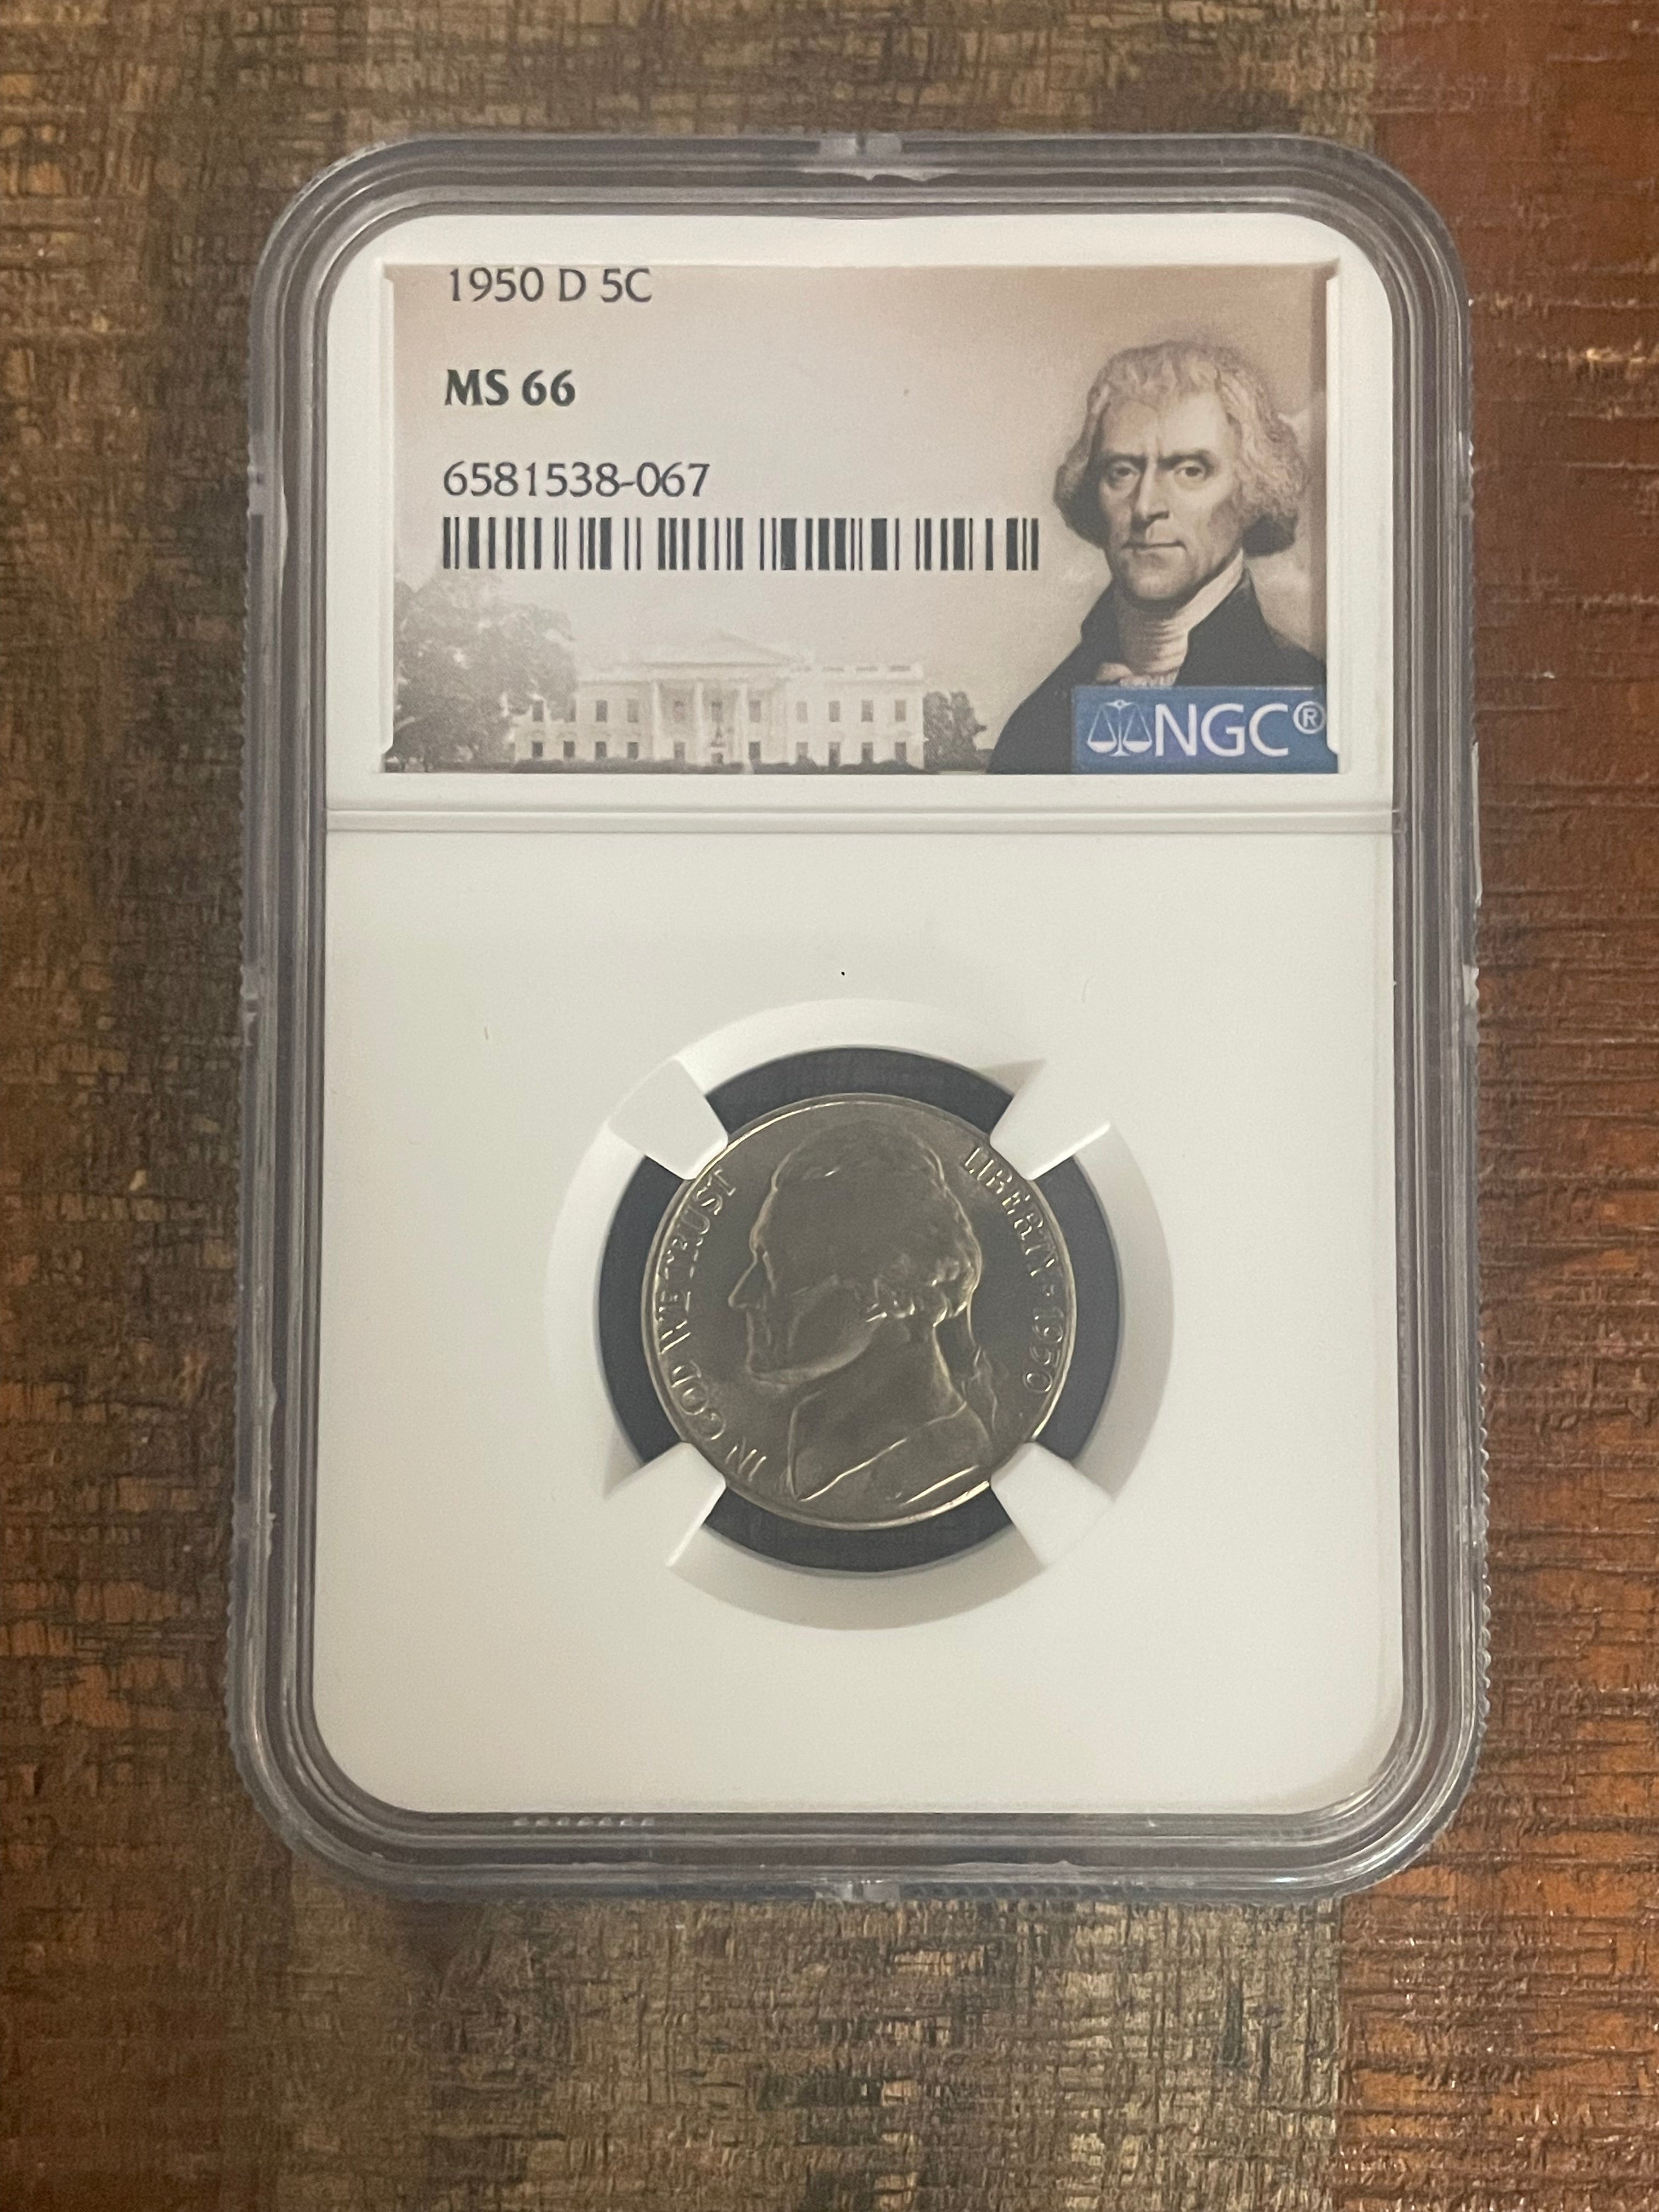 1950 D 5C
MS 66
6581538-067
NGC®
IN GOD WE TRUST
LIBERTY · 1950